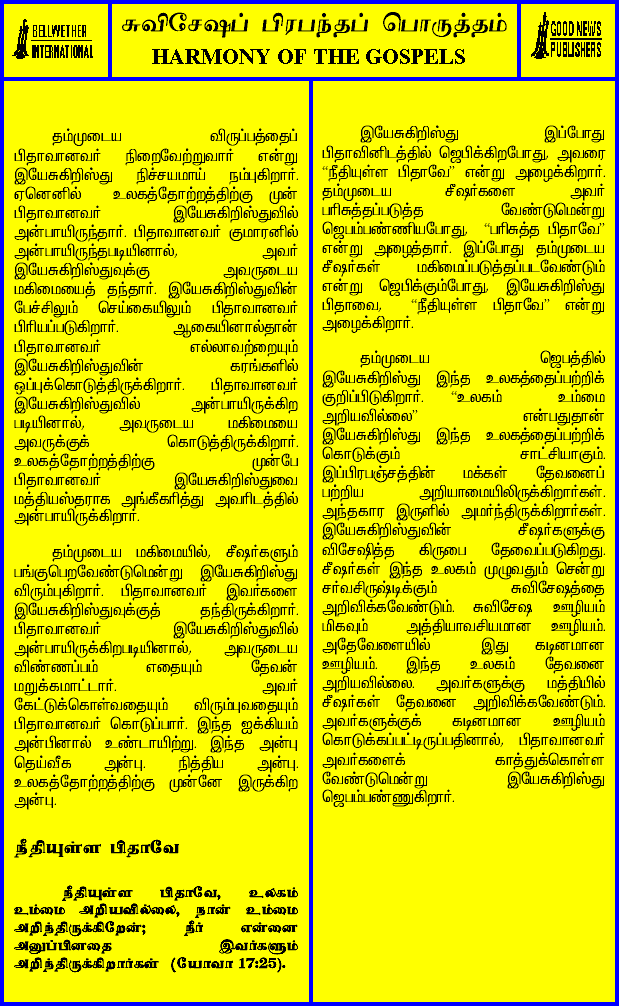 BELLWETHER
INTERNATIONAL
சுவிசேஷப் பிரபந்தப் பொருத்தம்
HARMONY OF THE GOSPELS
GOOD NEWS
PUBLISHERS
தம்முடைய விருப்பத்தைப்
பிதாவானவர் நிறைவேற்றுவார் என்று
இயேசுகிறிஸ்து நிச்சயமாய் நம்புகிறார்.
ஏனெனில் உலகத்தோற்றத்திற்கு முன்
பிதாவானவர் இயேசுகிறிஸ்துவில்
அன்பாயிருந்தார். பிதாவானவர் குமாரனில்
அன்பாயிருந்தபடியினால், அவர்
இயேசுகிறிஸ்துவுக்கு அவருடைய
மகிமையைத் தந்தார். இயேசுகிறிஸ்துவின்
பேச்சிலும் செய்கையிலும் பிதாவானவர்
பிரியப்படுகிறார். ஆகையினால்தான்
பிதாவானவர் எல்லாவற்றையும்
இயேசுகிறிஸ்துவின் கரங்களில்
ஒப்புக்கொடுத்திருக்கிறார். பிதாவானவர்
இயேசுகிறிஸ்துவில் அன்பாயிருக்கிற
படியினால், அவருடைய மகிமையை
அவருக்குக் கொடுத்திருக்கிறார்.
உலகத்தோற்றத்திற்கு முன்பே
பிதாவானவர் இயேசுகிறிஸ்துவை
மத்தியஸ்தராக அங்கீகரித்து அவரிடத்தில்
அன்பாயிருக்கிறார்.
தம்முடைய மகிமையில், சீஷர்களும்
பங்குபெறவேண்டுமென்று இயேசுகிறிஸ்து
விரும்புகிறார். பிதாவானவர் இவர்களை
இயேசுகிறிஸ்துவுக்குத் தந்திருக்கிறார்.
பிதாவானவர் இயேசுகிறிஸ்துவில்
அன்பாயிருக்கிறபடியினால், அவருடைய
விண்ணப்பம் எதையும் தேவன்
மறுக்கமாட்டார். அவர்
கேட்டுக்கொள்வதையும் விரும்புவதையும்
பிதாவானவர் கொடுப்பார். இந்த ஐக்கியம்
அன்பினால் உண்டாயிற்று. இந்த அன்பு
தெய்வீக அன்பு. நித்திய அன்பு.
உலகத்தோற்றத்திற்கு முன்னே இருக்கிற
அன்பு.
நீதியுள்ள பிதாவே
நீதியுள்ள பிதாவே, உலகம்
உம்மை அறியவில்லை, நான் உம்மை
அறிந்திருக்கிறேன்; நீர் என்னை
அனுப்பினதை இவர்களும்
அறிந்திருக்கிறார்கள் (யோவா 17:25).
இயேசுகிறிஸ்து இப்போது
பிதாவினிடத்தில் ஜெபிக்கிறபோது, அவரை
“நீதியுள்ள பிதாவே” என்று அழைக்கிறார்.
தம்முடைய சீஷர்களை அவர்
பரிசுத்தப்படுத்த வேண்டுமென்று
ஜெபம்பண்ணியபோது, “பரிசுத்த பிதாவே”
என்று அழைத்தார். இப்போது தம்முடைய
சீஷர்கள் மகிமைப்படுத்தப்படவேண்டும்
என்று ஜெபிக்கும்போது, இயேசுகிறிஸ்து
பிதாவை, “நீதியுள்ள பிதாவே” என்று
அழைக்கிறார்.
தம்முடைய ஜெபத்தில்
இயேசுகிறிஸ்து இந்த உலகத்தைப்பற்றிக்
குறிப்பிடுகிறார். “உலகம் உம்மை
அறியவில்லை” என்பதுதான்
இயேசுகிறிஸ்து இந்த உலகத்தைப்பற்றிக்
கொடுக்கும் சாட்சியாகும்.
இப்பிரபஞ்சத்தின் மக்கள் தேவனைப்
பற்றிய அறியாமையிலிருக்கிறார்கள்.
அந்தகார இருளில் அமர்ந்திருக்கிறார்கள்.
இயேசுகிறிஸ்துவின் சீஷர்களுக்கு
விசேஷித்த கிருபை தேவைப்படுகிறது.
சீஷர்கள் இந்த உலகம் முழுவதும் சென்று
சர்வசிருஷ்டிக்கும் சுவிசேஷத்தை
அறிவிக்கவேண்டும். சுவிசேஷ ஊழியம்
மிகவும் அத்தியாவசியமான ஊழியம்.
அதேவேளையில் இது கடினமான
ஊழியம். இந்த உலகம் தேவனை
அறியவில்லை. அவர்களுக்கு மத்தியில்
சீஷர்கள் தேவனை அறிவிக்கவேண்டும்.
அவர்களுக்குக் கடினமான ஊழியம்
கொடுக்கப்பட்டிருப்பதினால், பிதாவானவர்
அவர்களைக் காத்துக்கொள்ள
வேண்டுமென்று இயேசுகிறிஸ்து
ஜெபம்பண்ணுகிறார்.